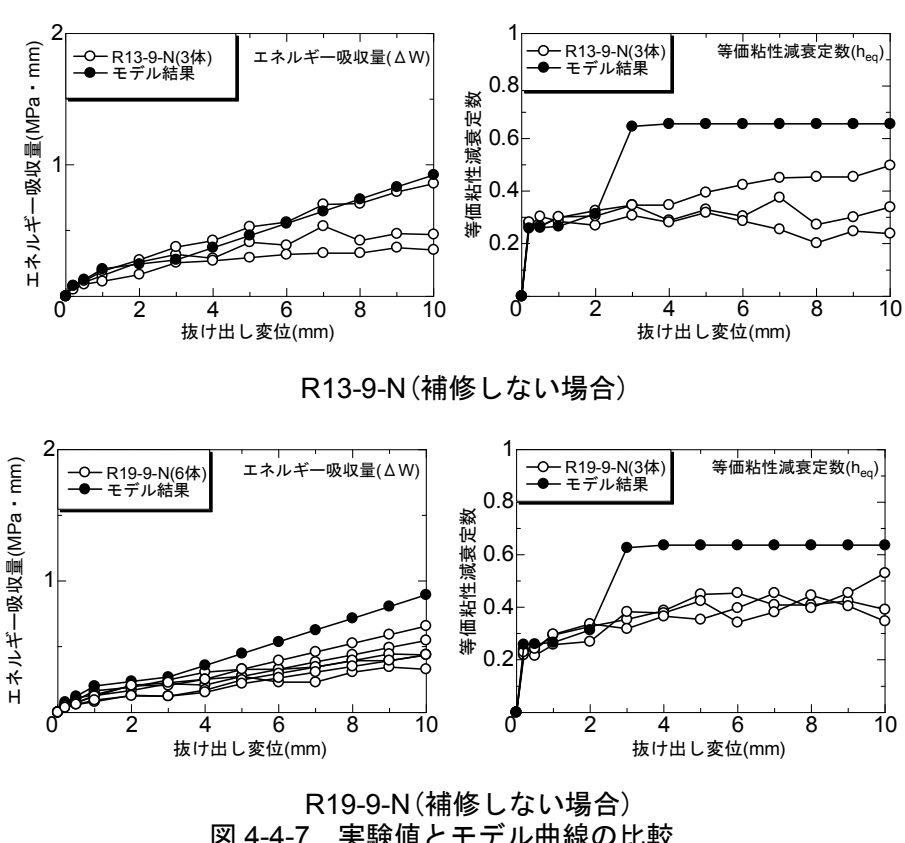 2
1
0
2
4
6
8
10
エネルギー吸収量(MPa・mm)
抜け出し変位(mm)
R13-9-N(3体)
モデル結果
エネルギー吸収量(ΔW)
1
0.8
0.6
0.4
0.2
0
2
4
6
8
10
等価粘性減衰定数
抜け出し変位(mm)
R13-9-N(3体)
モデル結果
等価粘性減衰定数(heq)
R13-9-N(補修しない場合)
2
1
0
2
4
6
8
10
エネルギー吸収量(MPa・mm)
抜け出し変位(mm)
R19-9-N(6体)
モデル結果
エネルギー吸収量(ΔW)
1
0.8
0.6
0.4
0.2
0
2
4
6
8
10
等価粘性減衰定数
抜け出し変位(mm)
R19-9-N(3体)
モデル結果
等価粘性減衰定数(heq)
R19-9-N(補修しない場合)
図 4-4-7 実験値とモデル曲線の比較